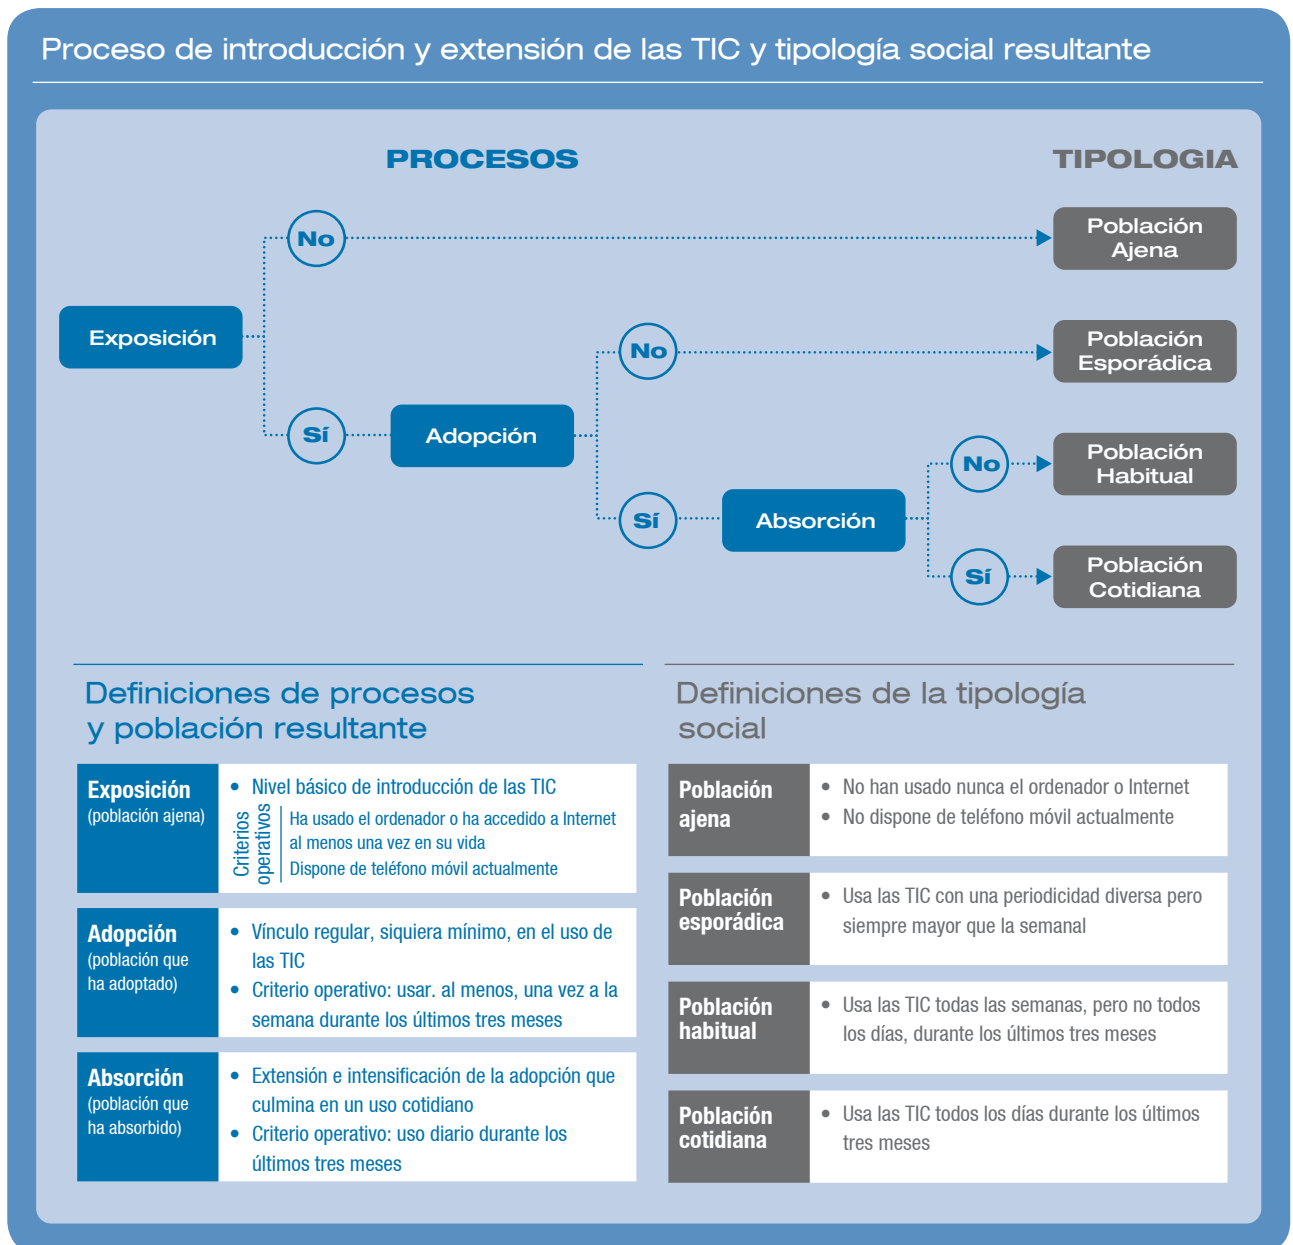 Proceso de introducción y extensión de las TIC y tipología social resultante
PROCESOS
TIPOLOGIA
No
Población
Ajena
Exposición
No
Población
Esporádica
Sí
Adopción
No
Población
Habitual
Sí
Absorción
Sí
Población
Cotidiana
Definiciones de procesos
y población resultante
Exposición
(población ajena)
• Nivel básico de introducción de las TIC
Criterios
operativos
Ha usado el ordenador o ha accedido a Internet
al menos una vez en su vida
Dispone de teléfono móvil actualmente
Adopción
(población que
ha adoptado)
• Vínculo regular, siquiera mínimo, en el uso de
las TIC
• Criterio operativo: usar. al menos, una vez a la
semana durante los últimos tres meses
Absorción
(población que
ha absorbido)
• Extensión e intensificación de la adopción que
culmina en un uso cotidiano
• Criterio operativo: uso diario durante los
últimos tres meses
Definiciones de la tipología
social
Población
ajena
• No han usado nunca el ordenador o Internet
• No dispone de teléfono móvil actualmente
Población
esporádica
• Usa las TIC con una periodicidad diversa pero
siempre mayor que la semanal
Población
habitual
• Usa las TIC todas las semanas, pero no todos
los días, durante los últimos tres meses
Población
cotidiana
• Usa las TIC todos los días durante los últimos
tres meses